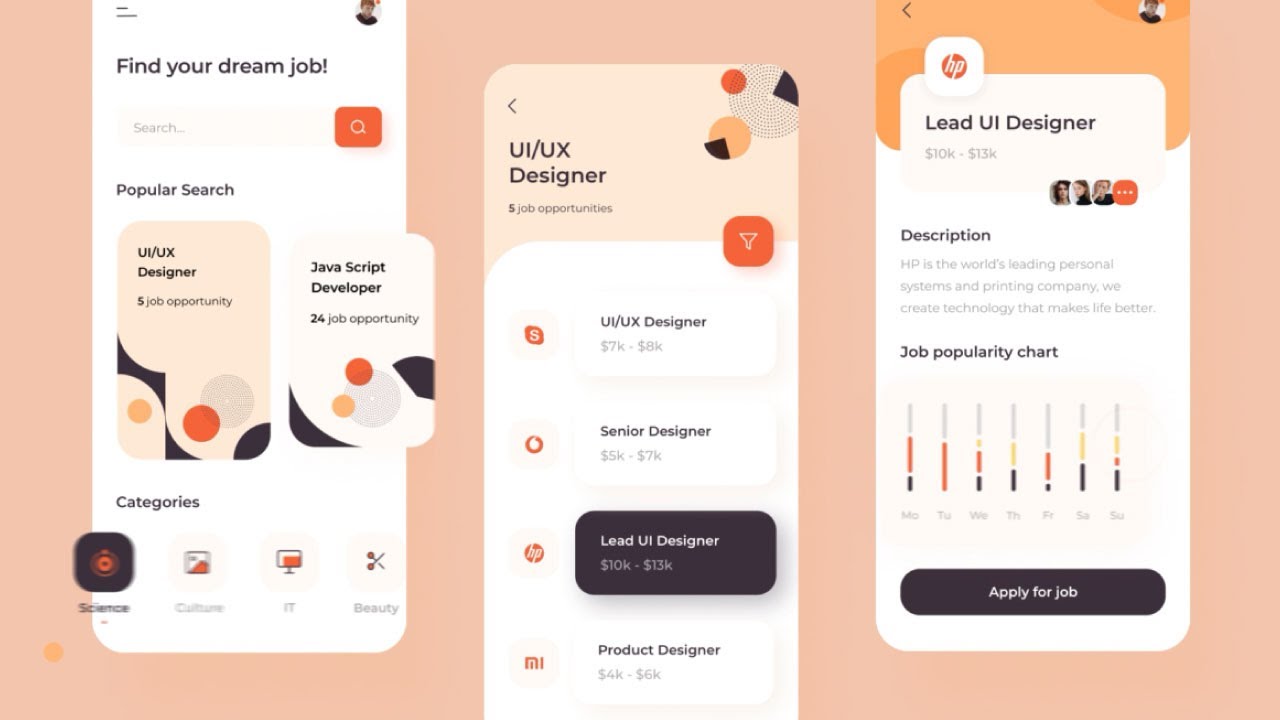 Find your dream job!
Search...
Popular Search
UI/UX
Designer
5 job opportunity
Java Script
Developer
24 job opportunity
Categories
Science
Culture
IT
Beauty
UI/UX
Designer
5 job opportunities
S
UI/UX Designer
$7k - $8k
Senior Designer
$5k - $7k
hp
Lead UI Designer
$10k - $13k
mi
Product Designer
$4k - $6k
hp
Lead UI Designer
$10k - $13k
Description
HP is the world's leading personal
systems and printing company, we
create technology that makes life better.
Job popularity chart
Mo Tu We Th Fr Sa Su
Apply for job